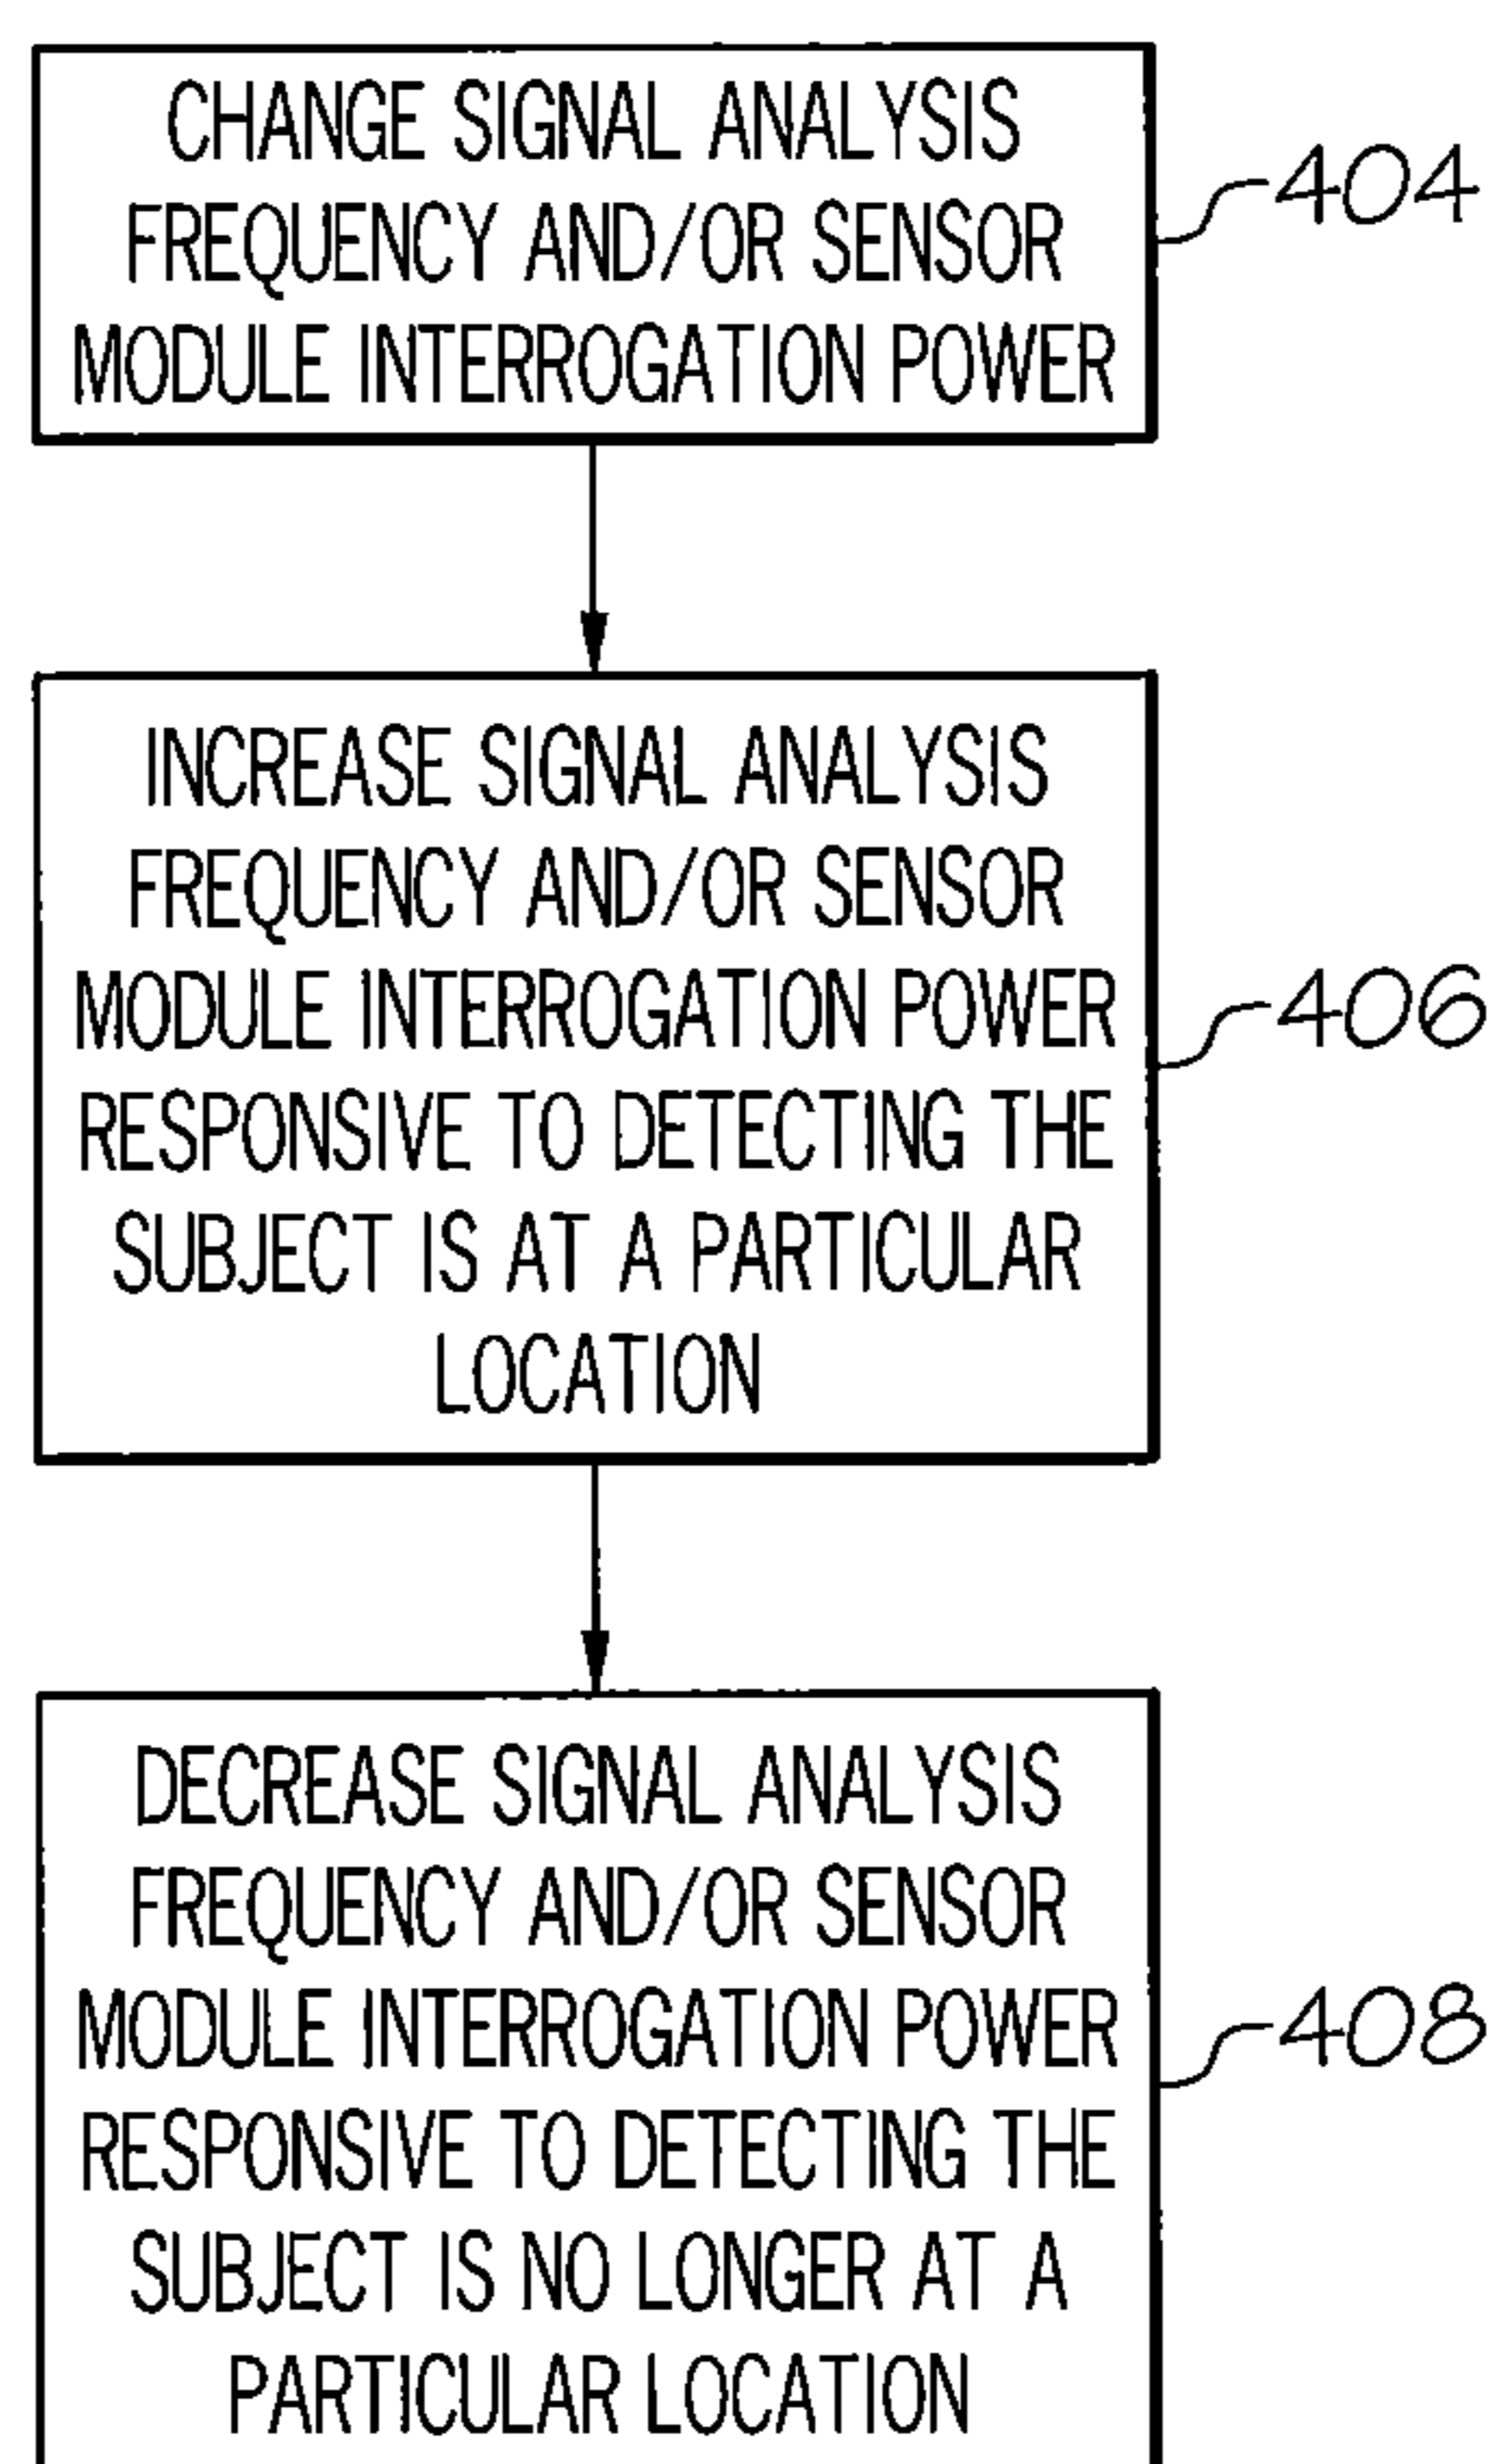 CHANGE SIGNAL ANALYSIS
FREQUENCY AND/OR SENSOR
MODULE INTERROGATION POWER
404
INCREASE SIGNAL ANALYSIS
FREQUENCY AND/OR SENSOR
MODULE INTERROGATION POWER
RESPONSIVE TO DETECTING THE
SUBJECT IS AT A PARTICULAR
LOCATION
406
DECREASE SIGNAL ANALYSIS
FREQUENCY AND/OR SENSOR
MODULE INTERROGATION POWER
RESPONSIVE TO DETECTING THE
SUBJECT IS NO LONGER AT A
PARTICULAR LOCATION
408